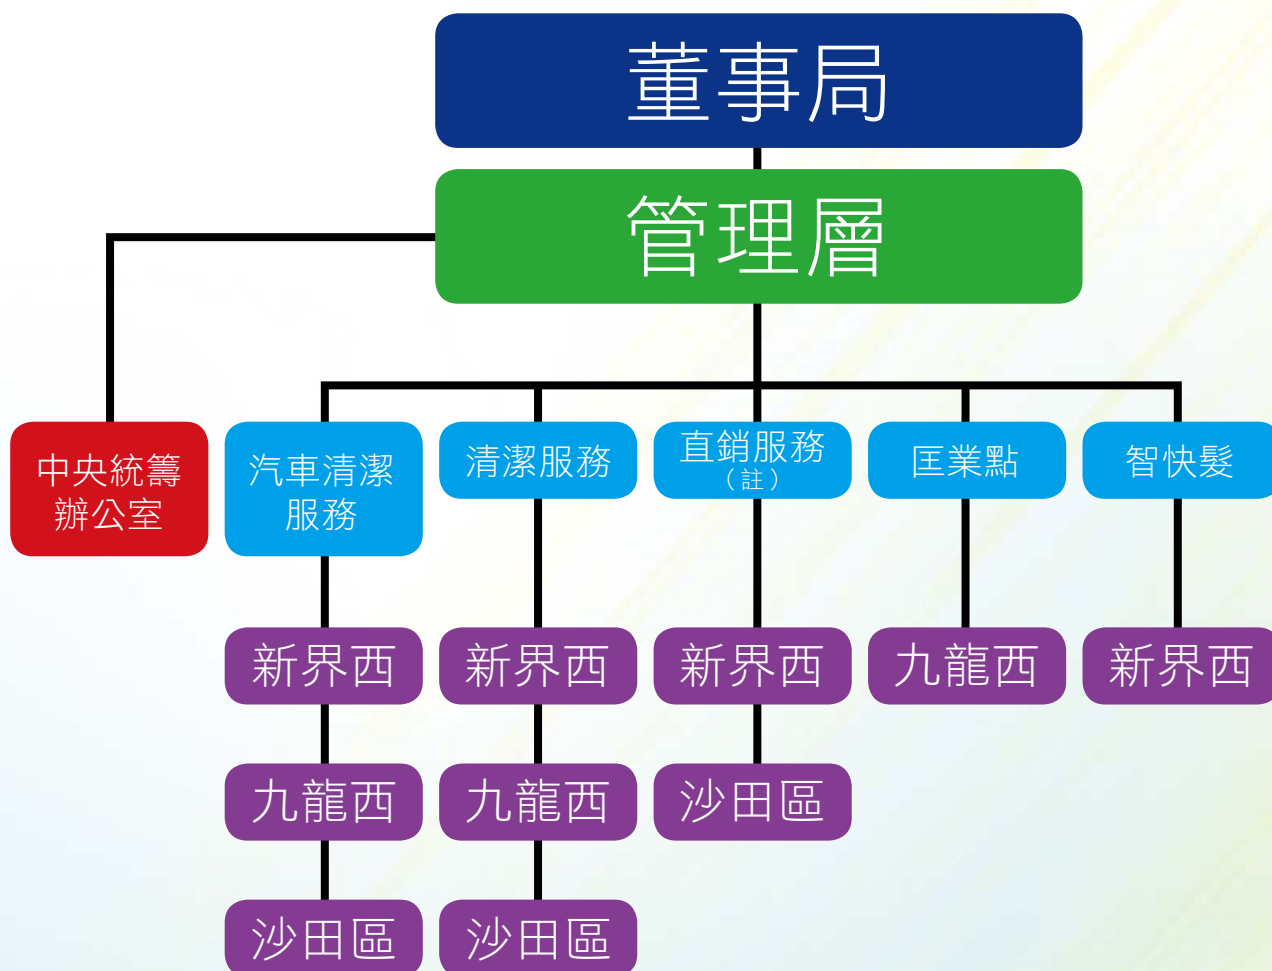 董事局
管理層
中央統籌
辦公室
汽車清潔
服務
清潔服務
直銷服務
（註）
匡業點
智快髮
新界西
新界西
新界西
九龍西
新界西
九龍西
九龍西
沙田區
沙田區
沙田區